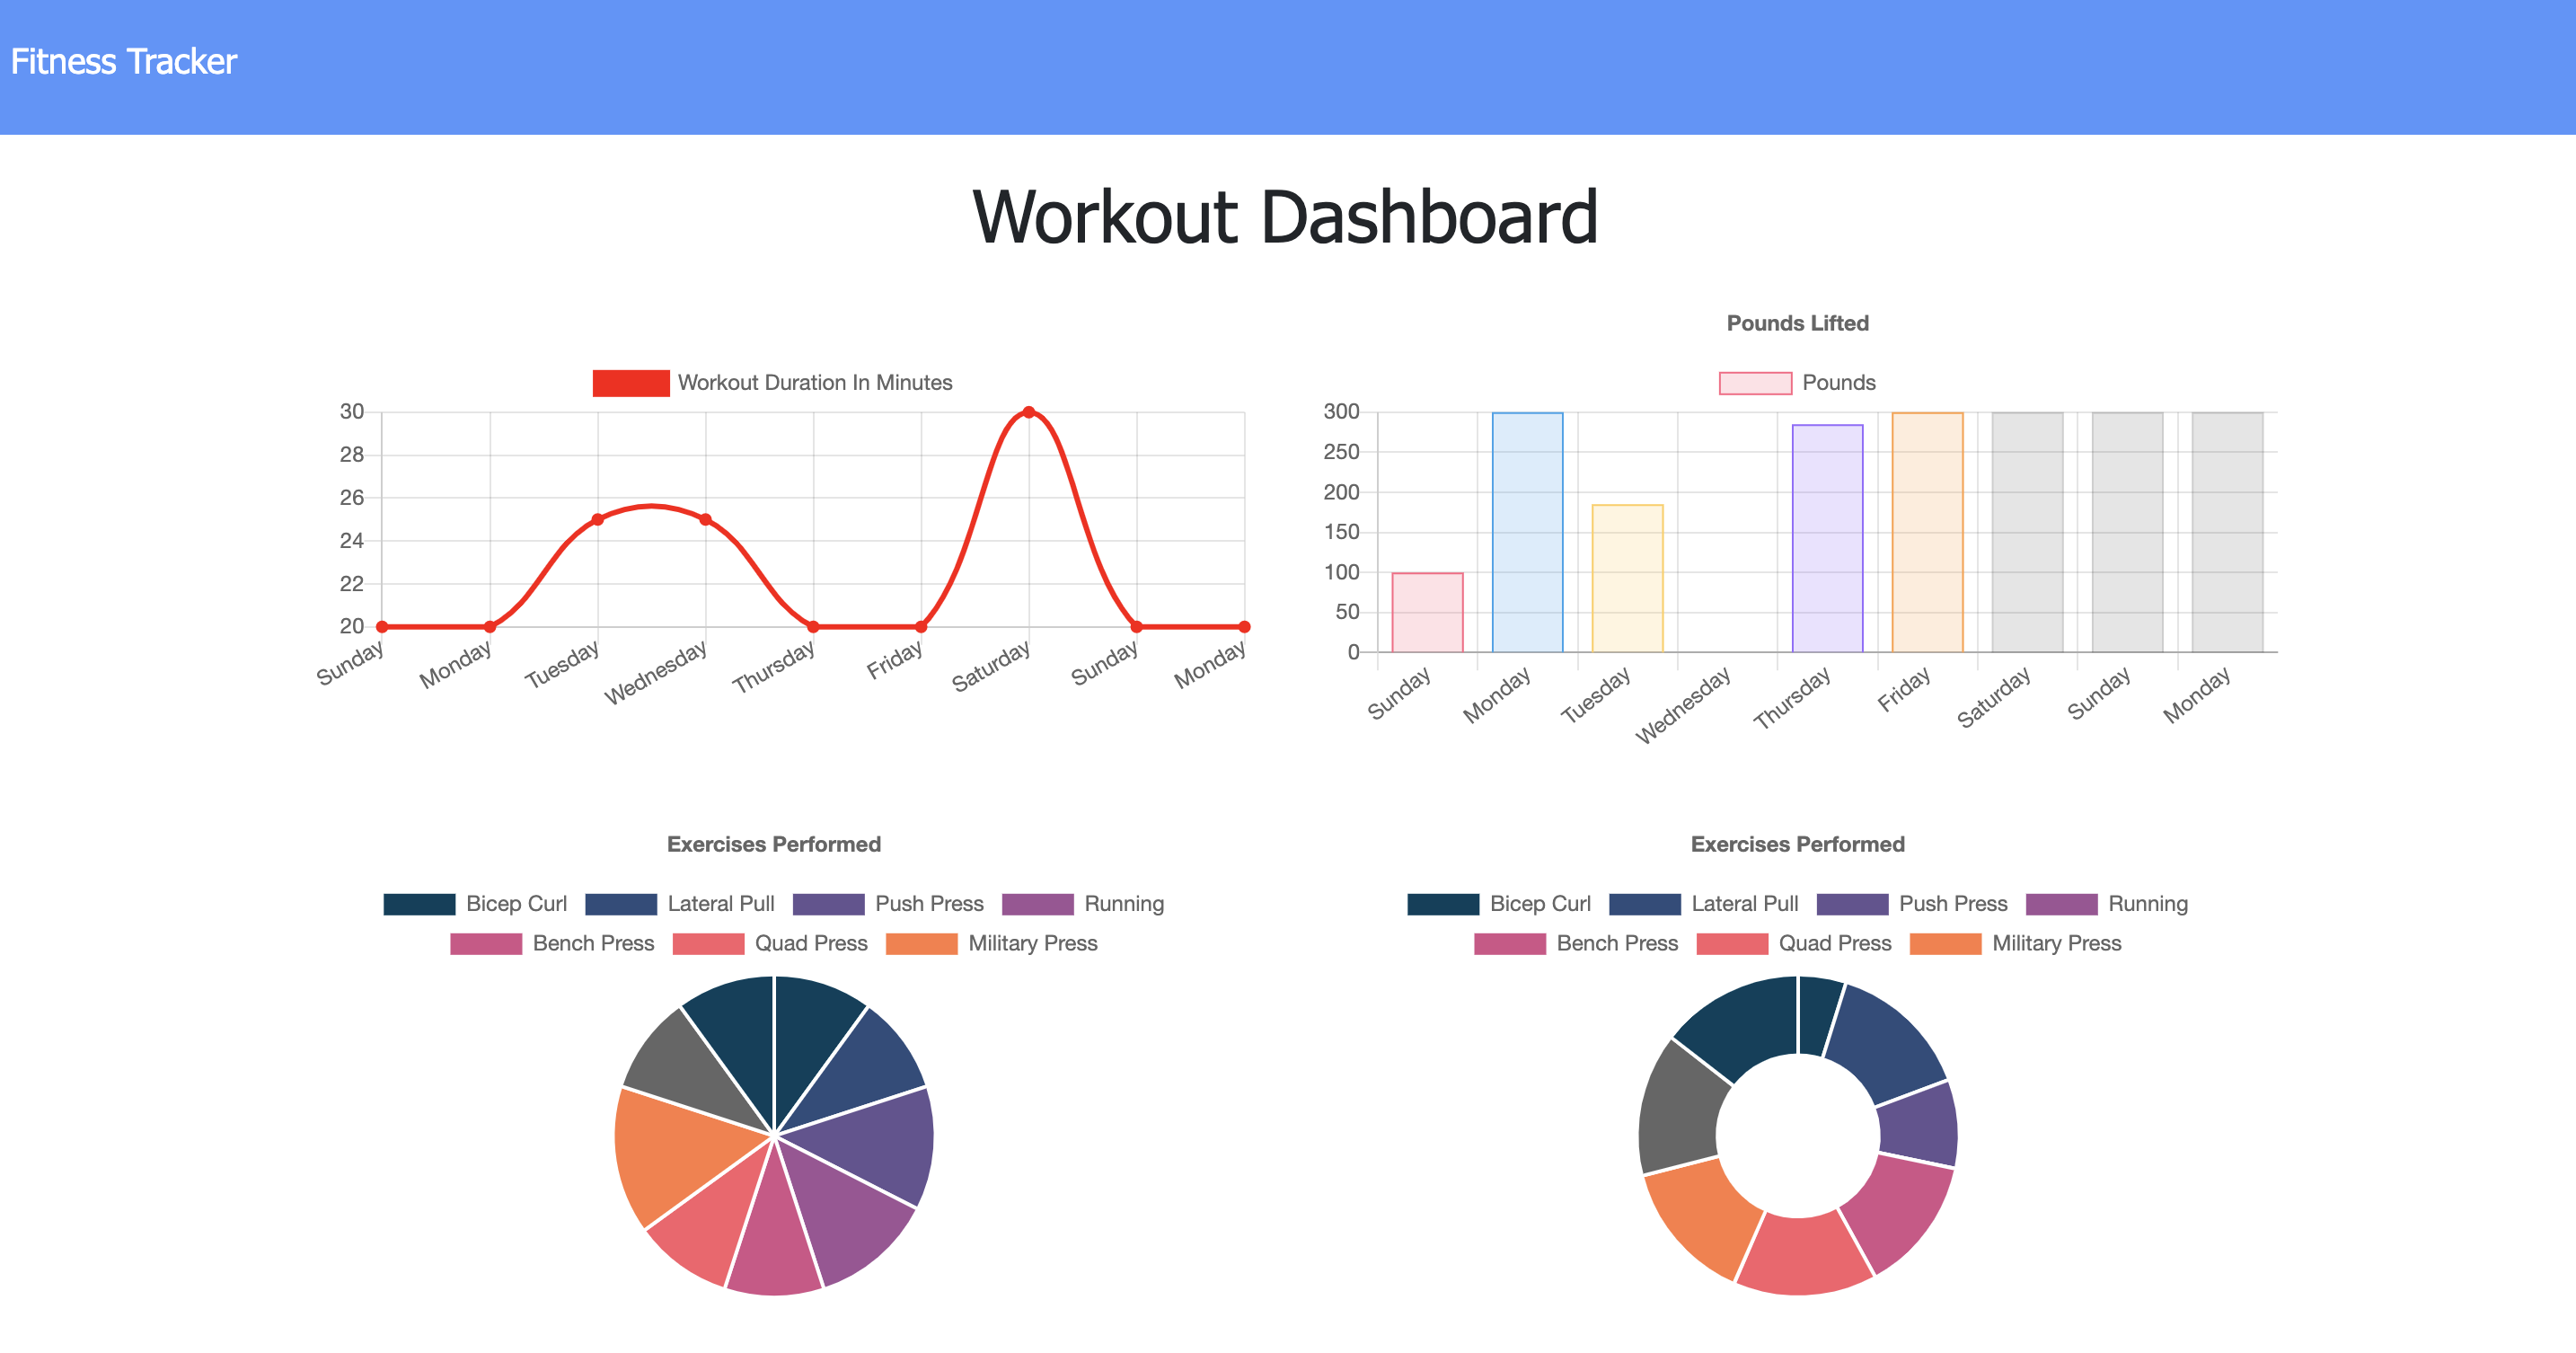 Fitness Tracker
Workout Dashboard
Workout Duration In Minutes
30
28
26
24
22
20
Sunday Monday Tuesday Wednesday Thursday Friday Saturday Sunday Monday
Pounds Lifted
Pounds
300
250
200
150
100
50
0
Sunday Monday Tuesday Wednesday Thursday Friday Saturday Sunday Monday
Exercises Performed
Bicep Curl Lateral Pull Push Press Running
Bench Press Quad Press Military Press
Exercises Performed
Bicep Curl Lateral Pull Push Press Running
Bench Press Quad Press Military Press